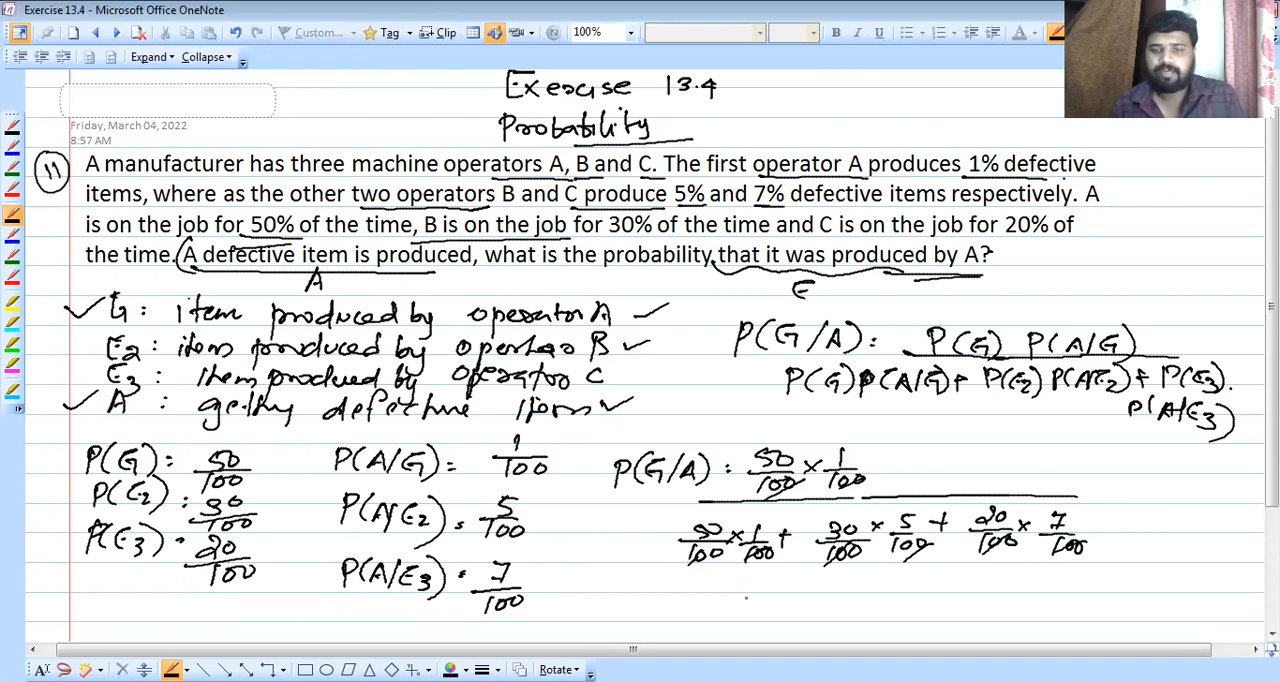 Exercise 13.4 - Microsoft Office OneNote
Custom... Tag Clip 100% B I U A
Expand Collapse
Exercise 13.4
Friday, March 04, 2022
Probability
8:57 AM
11 A manufacturer has three machine operators A, B and C. The first operator A produces 1% defective
items, where as the other two operators B and C produce 5% and 7% defective items respectively. A
is on the job for 50% of the time, B is on the job for 30% of the time and C is on the job for 20% of
the time. A defective item is produced, what is the probability that it was produced by A?
A E
E1: item produced by operator A
E2: item produced by operator B
E3: item produced by operator C
A: getting defective items
P(E1/A): P(E1) P(A/E1)
P(E1) P(A/E1) + P(E2) P(A/E2) + P(E3).
P(A/E3)
P(E1) = 50/100 P(A/E1) = 1/100 P(E1/A) = 50/100 × 1/100
P(E2) = 30/100 P(A/E2) = 5/100 50/100 × 1/100 + 30/100 × 5/100 + 20/100 × 7/100
P(E3) = 20/100 P(A/E3) = 7/100
Rotate